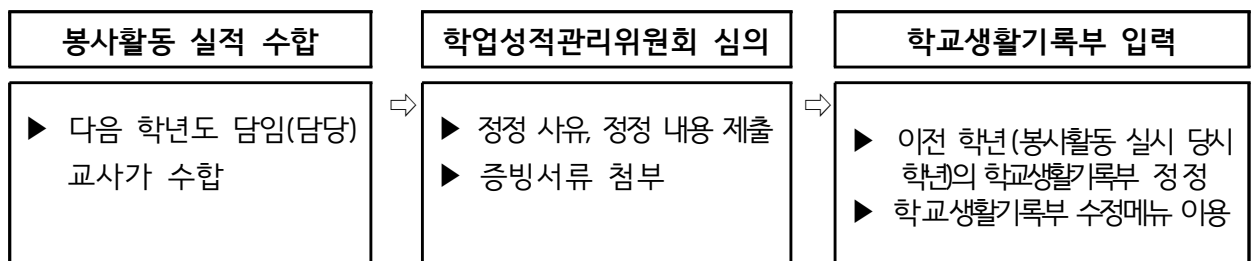 봉사활동 실적 수합
▶ 다음 학년도 담임(담당)
교사가 수합
⇨
학업성적관리위원회 심의
▶ 정정 사유, 정정 내용 제출
▶ 증빙서류 첨부
⇨
학교생활기록부 입력
▶ 이전 학년(봉사활동 실시 당시
학년)의 학교생활기록부 정정
▶ 학교생활기록부 수정메뉴 이용